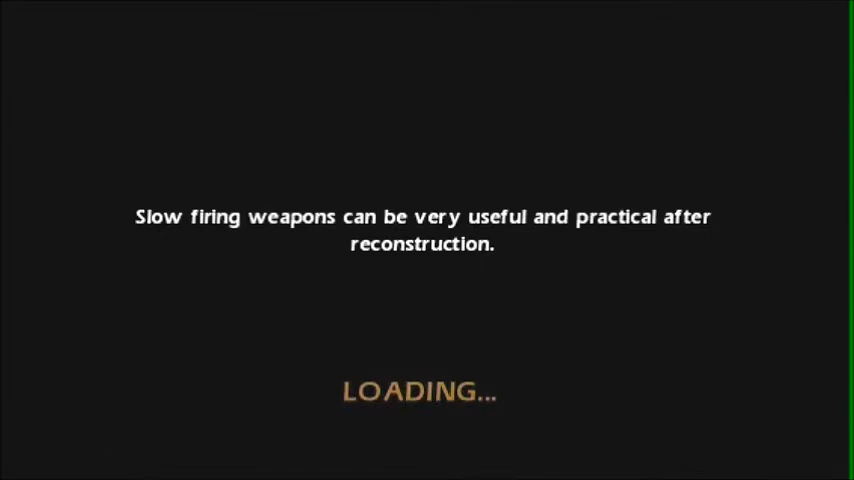 Slow firing weapons can be very useful and practical after
reconstruction.
LOADING...